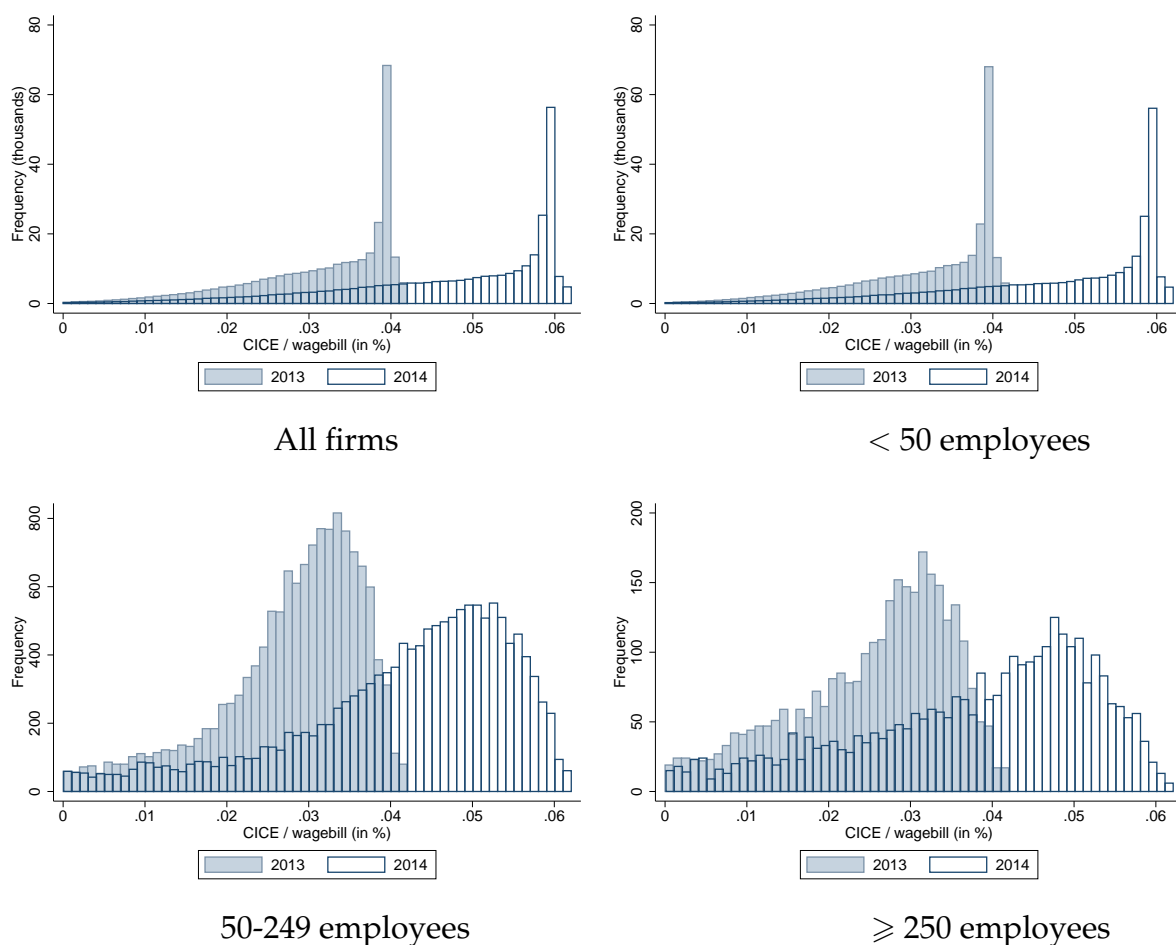 Frequency (thousands)
80
60
40
20
0
0 .01 .02 .03 .04 .05 .06
CICE / wagebill (in %)
2013 2014
All firms
Frequency (thousands)
80
60
40
20
0
0 .01 .02 .03 .04 .05 .06
CICE / wagebill (in %)
2013 2014
< 50 employees
Frequency
800
600
400
200
0
0 .01 .02 .03 .04 .05 .06
CICE / wagebill (in %)
2013 2014
50-249 employees
Frequency
200
150
100
50
0
0 .01 .02 .03 .04 .05 .06
CICE / wagebill (in %)
2013 2014
⩾ 250 employees